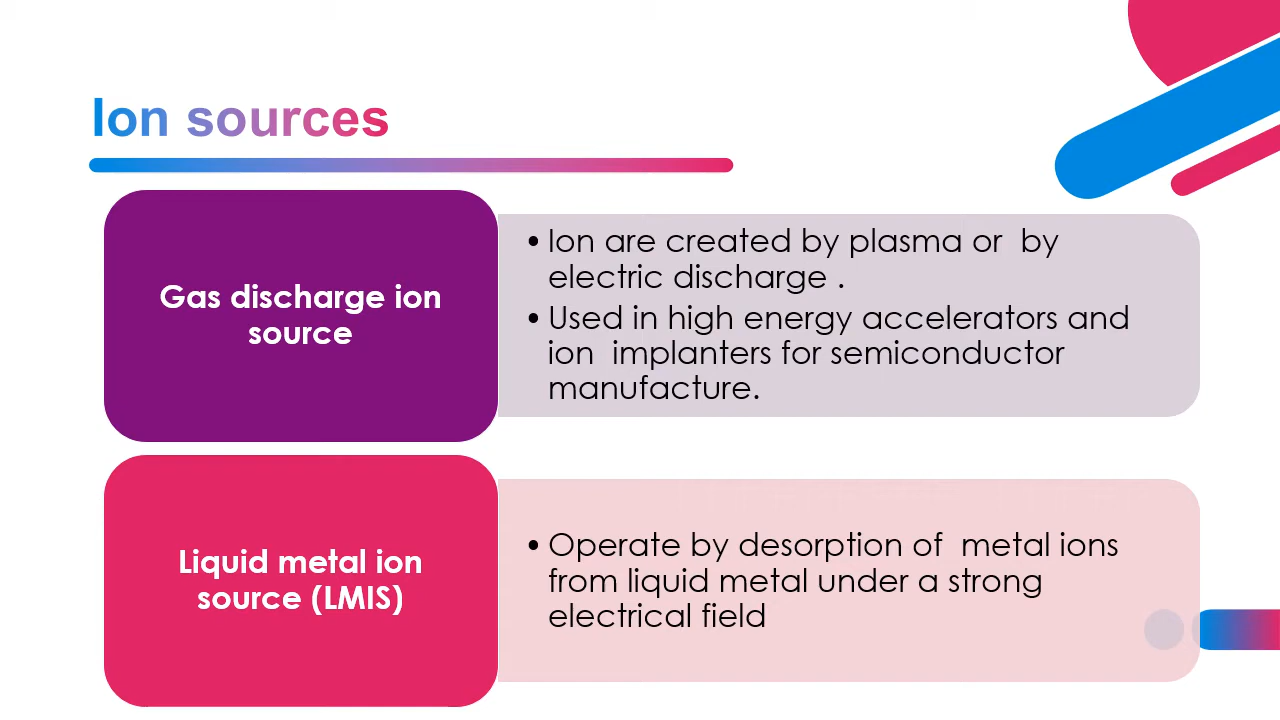 Ion sources
Gas discharge ion
source
• Ion are created by plasma or  by
electric discharge .
• Used in high energy accelerators and
ion  implanters for semiconductor
manufacture.
Liquid metal ion
source (LMIS)
• Operate by desorption of  metal ions
from liquid metal under a strong
electrical field